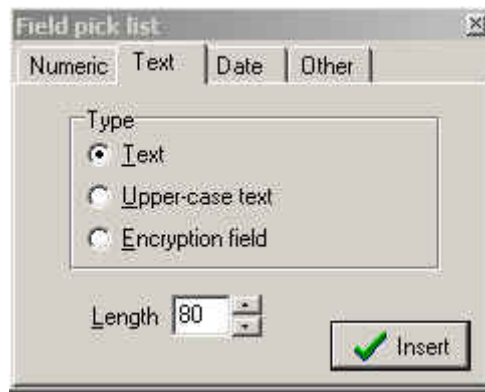 Field pick list
Numeric Text Date Other
Type
Text
Upper-case text
Encryption field
Length 80
Insert